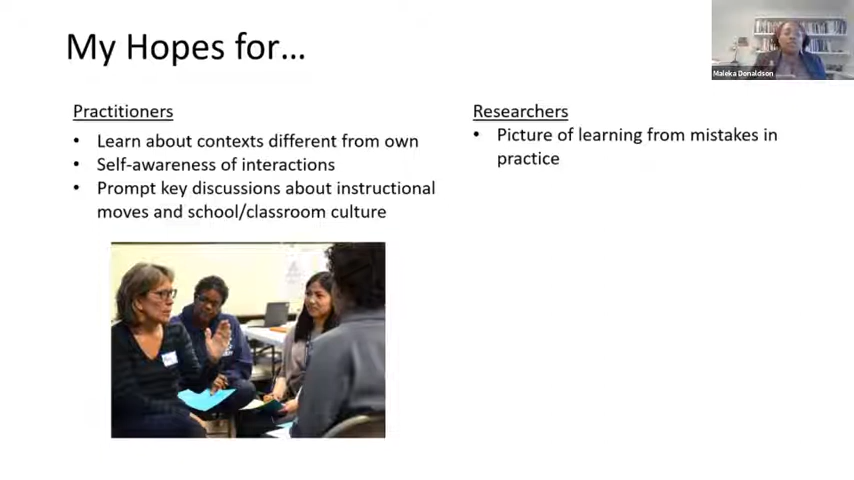 My Hopes for...
Maleka Donaldson
Practitioners
• Learn about contexts different from own
• Self-awareness of interactions
• Prompt key discussions about instructional
moves and school/classroom culture
Researchers
• Picture of learning from mistakes in
practice